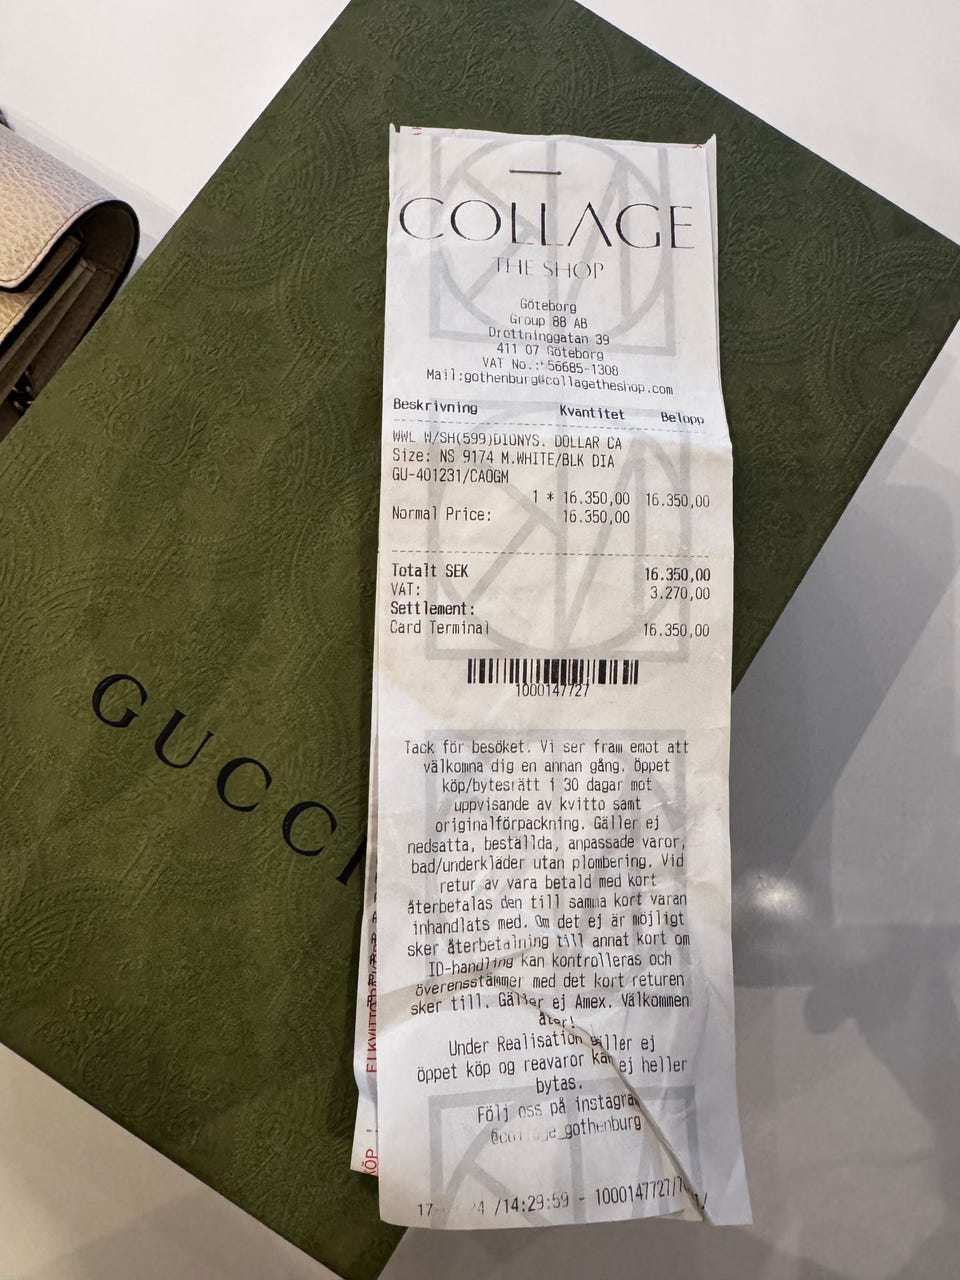 COLLAGE
THE SHOP
Göteborg
Group 88 AB
Drottninggatan 39
411 07 Göteborg
VAT No.: 56685-1308
Mail:gothenburg@collagetheshop.com
Beskrivning Kvantitet Belopp
WWL W/SH(599)DIONYS. DOLLAR CA
Size: NS 9174 M.WHITE/BLK DIA
GU-401231/CAOGM
1 * 16.350,00 16.350,00
Normal Price: 16.350,00
Totalt SEK 16.350,00
VAT: 3.270,00
Settlement:
Card Terminal 16.350,00
1000147727
Tack för besöket. Vi ser fram emot att
välkomna dig en annan gång. Öppet
köp/bytesrätt i 30 dagar mot
uppvisande av kvitto samt
originalförpackning. Gäller ej
nedsatta, beställda, anpassade varor,
bad/underkläder utan plombering. Vid
retur av vara betald med kort
återbetalas den till samma kort varan
inhandlats med. Om det ej är möjligt
sker återbetalning till annat kort om
ID-handling kan kontrolleras och
överensstämmer med det kort returen
sker till. Gäller ej Amex. Välkommen
åter!
Under Realisation gäller ej
öppet köp og reavaror kan ej heller
bytas.
Följ oss på instagra
gothenburg
17 /14:29:59 - 1000147727/
GUCCI
KÖP